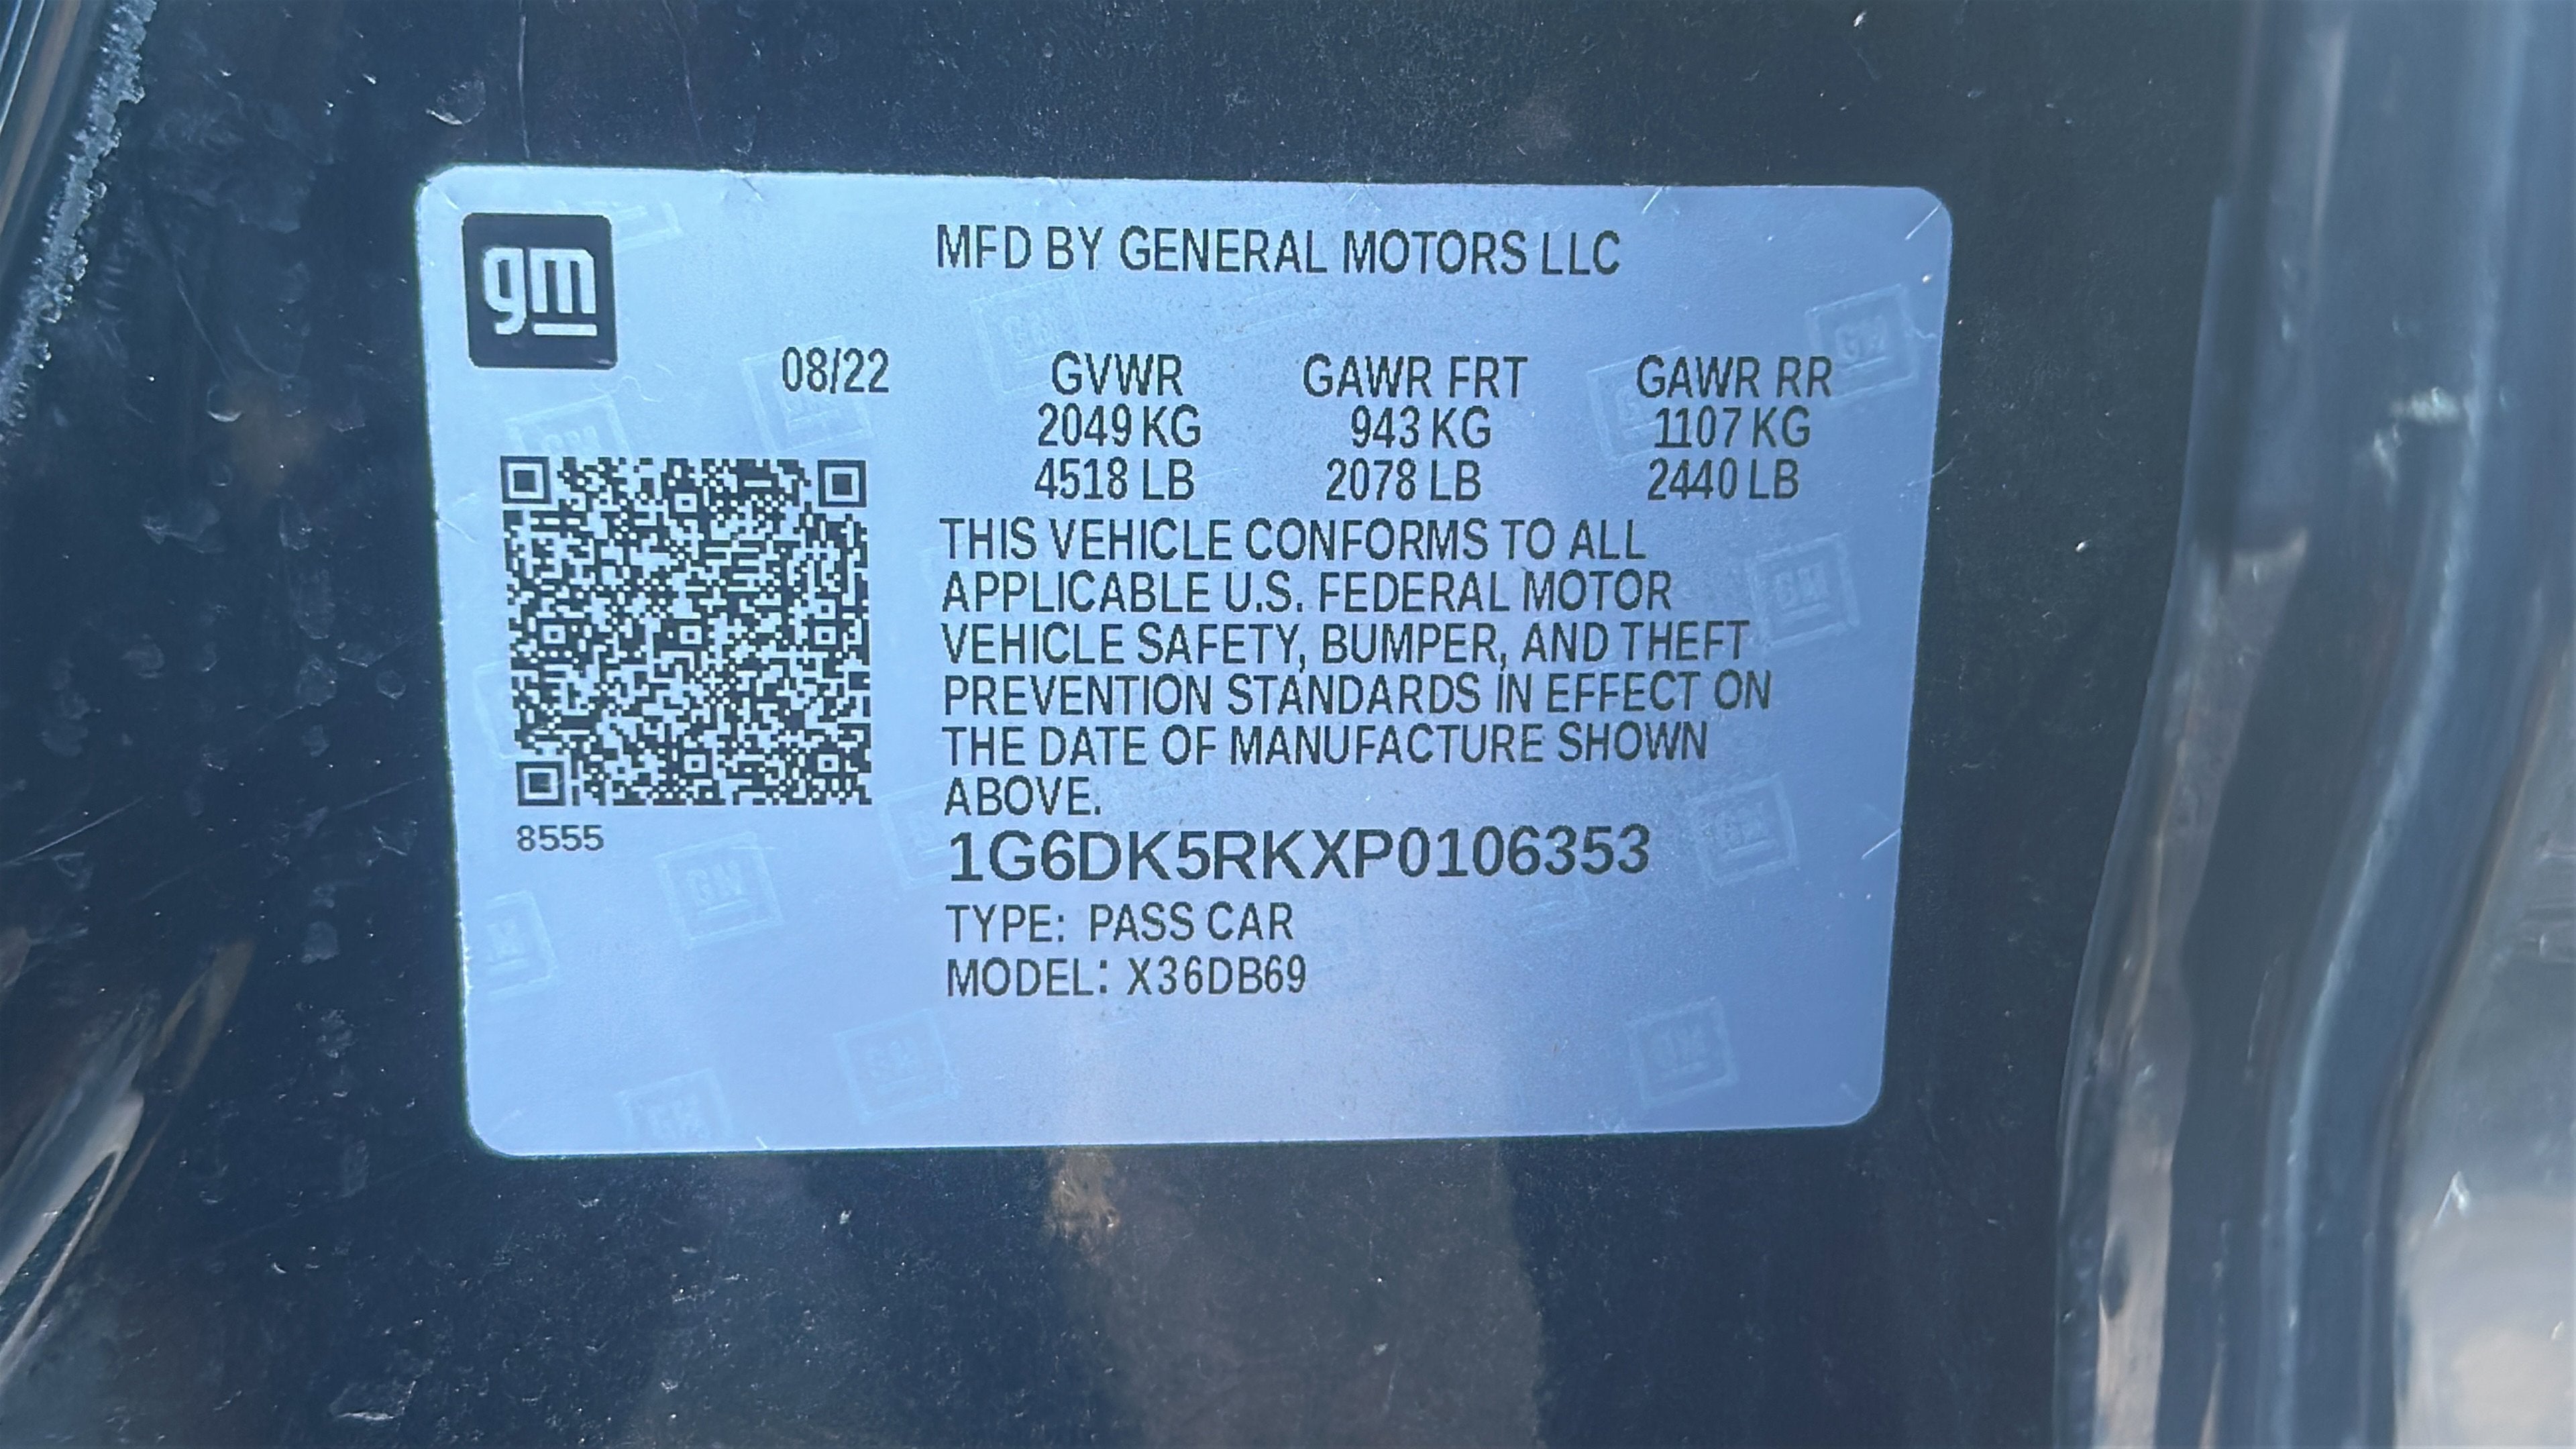 gm
MFD BY GENERAL MOTORS LLC
08/22 GVWR GAWR FRT GAWR RR
2049 KG 943 KG 1107 KG
4518 LB 2078 LB 2440 LB
THIS VEHICLE CONFORMS TO ALL
APPLICABLE U.S. FEDERAL MOTOR
VEHICLE SAFETY, BUMPER, AND THEFT
PREVENTION STANDARDS IN EFFECT ON
THE DATE OF MANUFACTURE SHOWN
ABOVE.
8555
1G6DK5RKXP0106353
TYPE: PASS CAR
MODEL: X36DB69